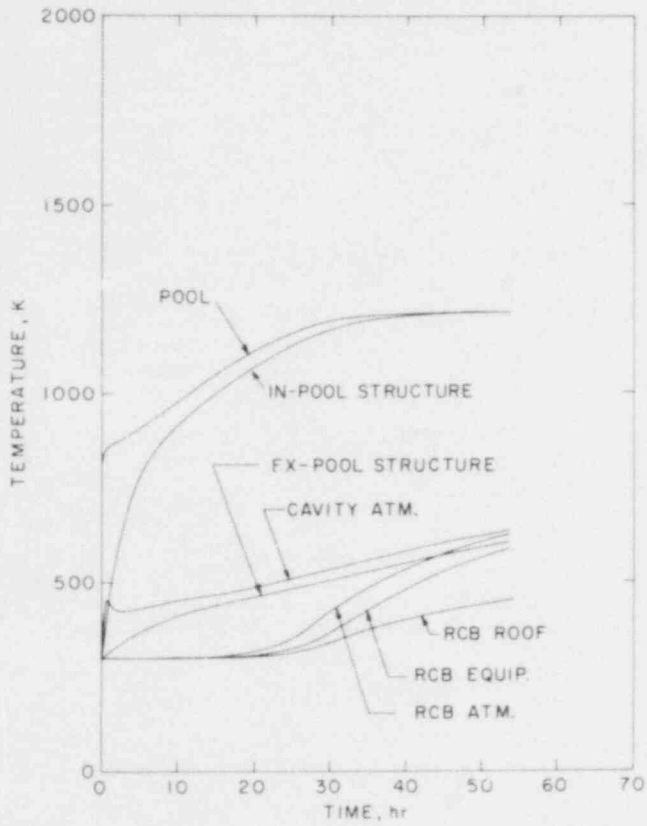 2000
1500
1000
500
0
TEMPERATURE, K
POOL
IN-POOL STRUCTURE
EX-POOL STRUCTURE
CAVITY ATM.
RCB ROOF
RCB EQUIP.
RCB ATM.
0 10 20 30 40 50 60 70
TIME, hr